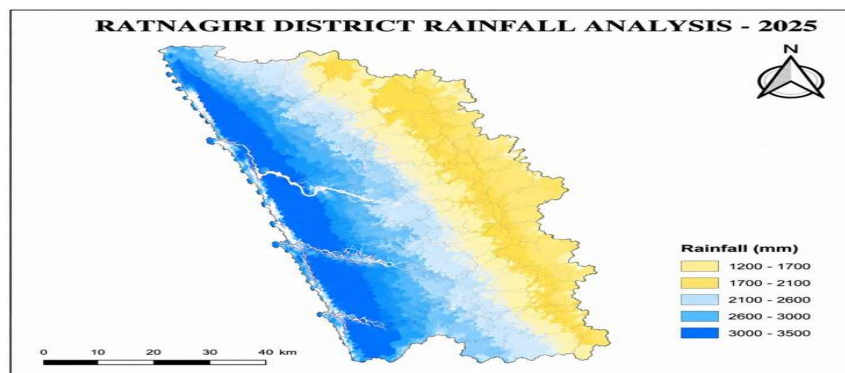 RATNAGIRI DISTRICT RAINFALL ANALYSIS - 2025
N
Rainfall (mm)
1200 - 1700
1700 - 2100
2100 - 2600
2600 - 3000
3000 - 3500
0 10 20 30 40 km